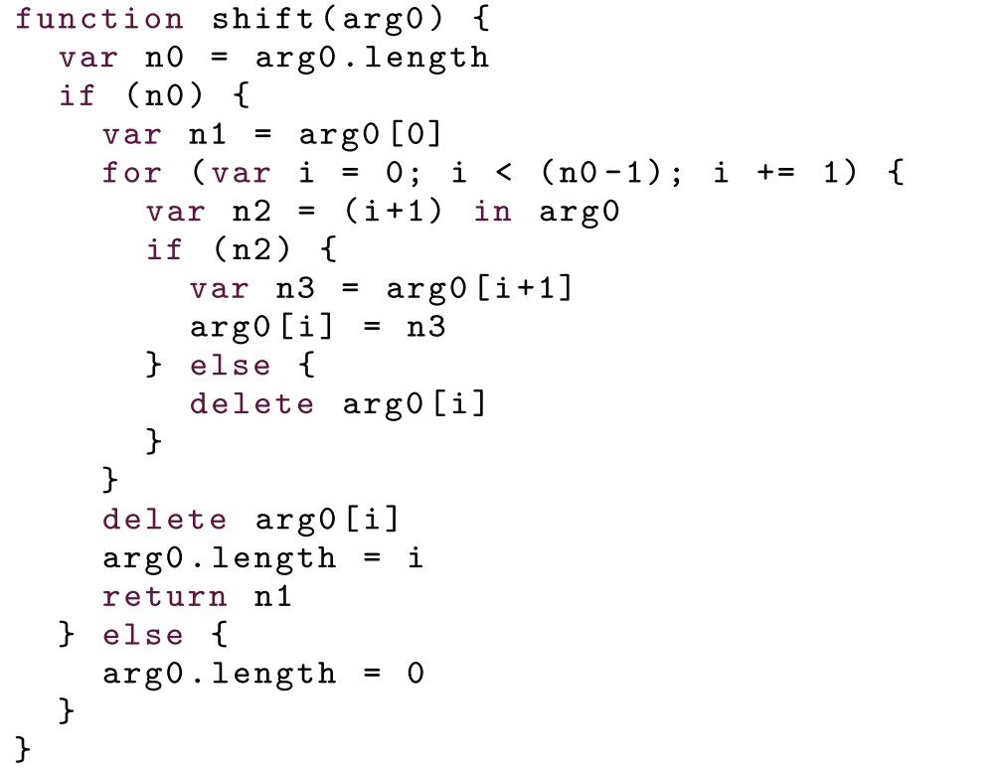 function shift(arg0) {
  var n0 = arg0.length
  if (n0) {
    var n1 = arg0[0]
    for (var i = 0; i < (n0-1); i += 1) {
      var n2 = (i+1) in arg0
      if (n2) {
        var n3 = arg0[i+1]
        arg0[i] = n3
      } else {
        delete arg0[i]
      }
    }
    delete arg0[i]
    arg0.length = i
    return n1
  } else {
    arg0.length = 0
  }
}